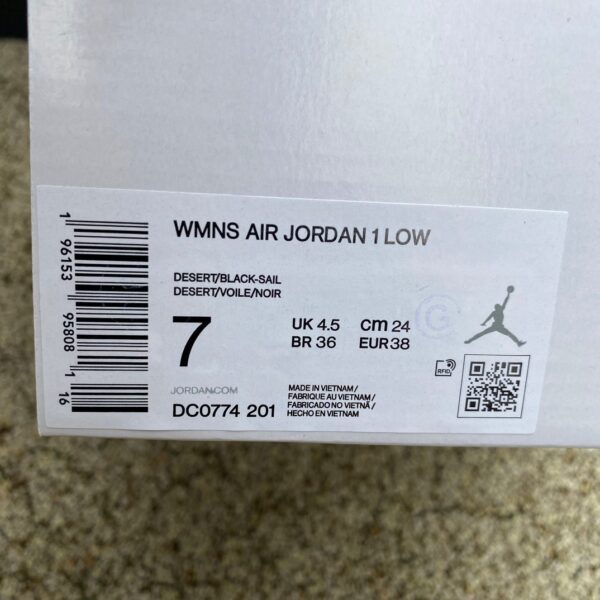 WMNS AIR JORDAN 1 LOW
DESERT/BLACK-SAIL
DESERT/VOILE/NOIR
7
UK 4.5 cm 24
BR 36 EUR 38
G
RFID
JORDAN.COM
DC0774 201
MADE IN VIETNAM /
FABRIQUE AU VIETNAM /
FABRICADO NO VIETNÃ /
HECHO EN VIETNAM
1 96153 95808 1 16